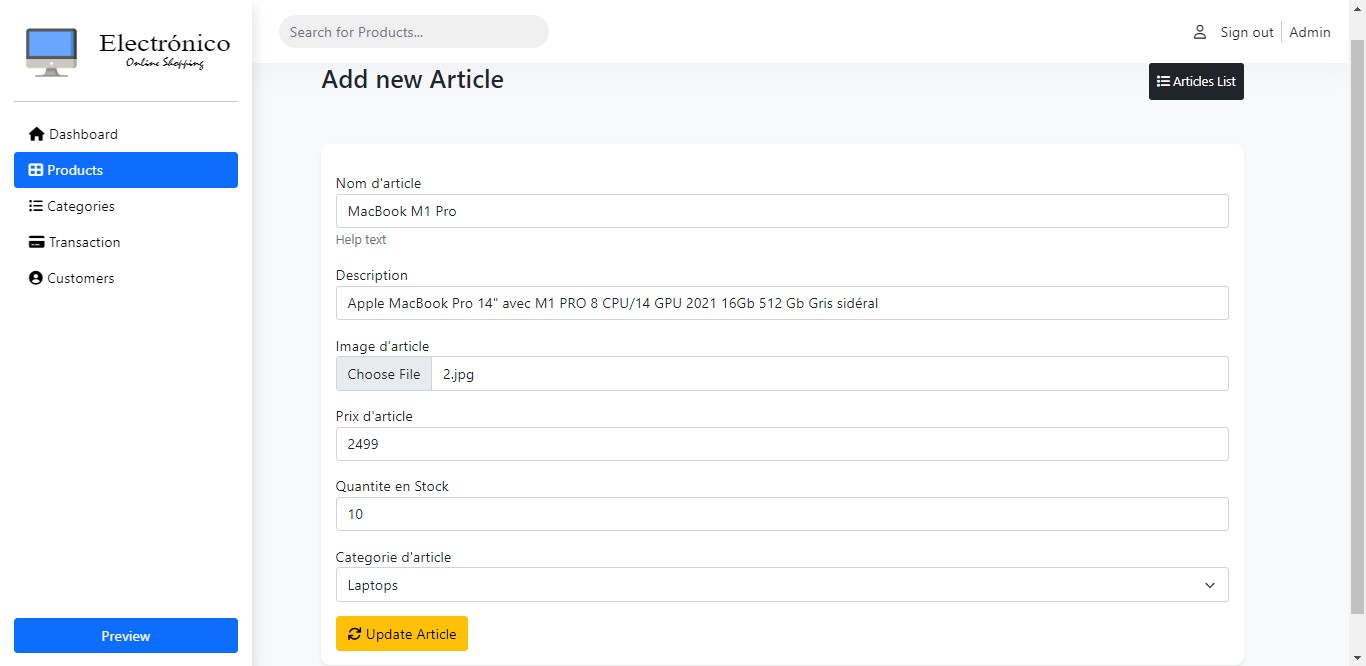 Electrónico
Online Shopping
Search for Products...
Sign out
Admin
Dashboard
Products
Categories
Transaction
Customers
Preview
Add new Article
Articles List
Nom d'article
MacBook M1 Pro
Help text
Description
Apple MacBook Pro 14" avec M1 PRO 8 CPU/14 GPU 2021 16Gb 512 Gb Gris sidéral
Image d'article
Choose File 2.jpg
Prix d'article
2499
Quantite en Stock
10
Categorie d'article
Laptops
Update Article